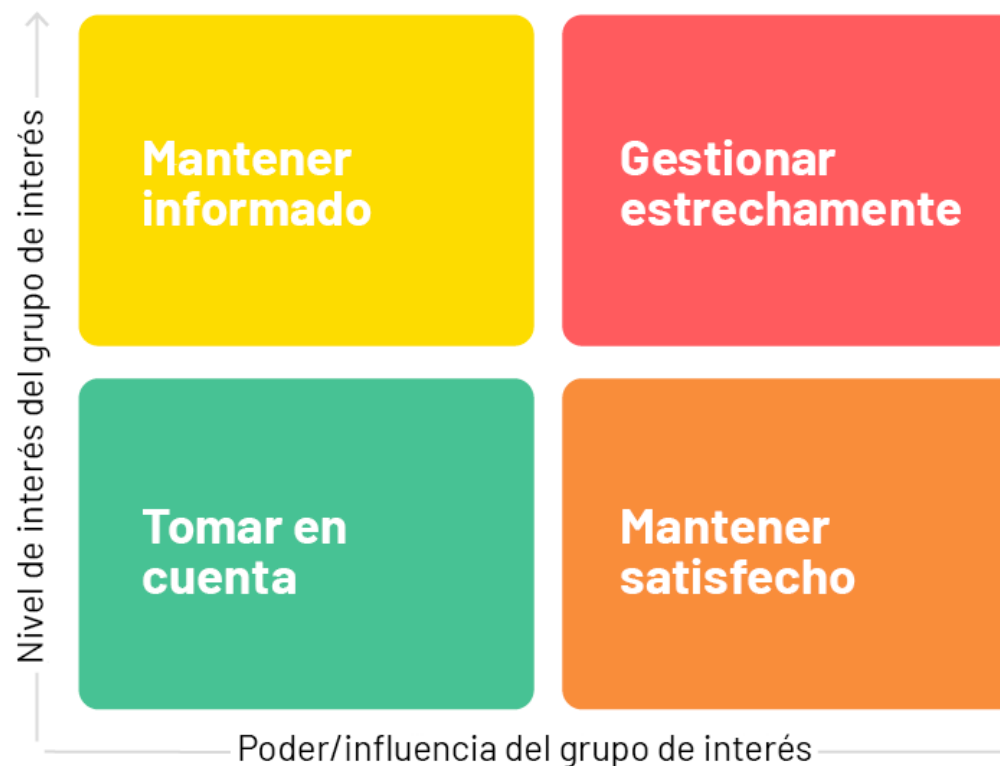 Nivel de interés del grupo de interés
Mantener
informado
Gestionar
estrechamente
Tomar en
cuenta
Mantener
satisfecho
Poder/influencia del grupo de interés